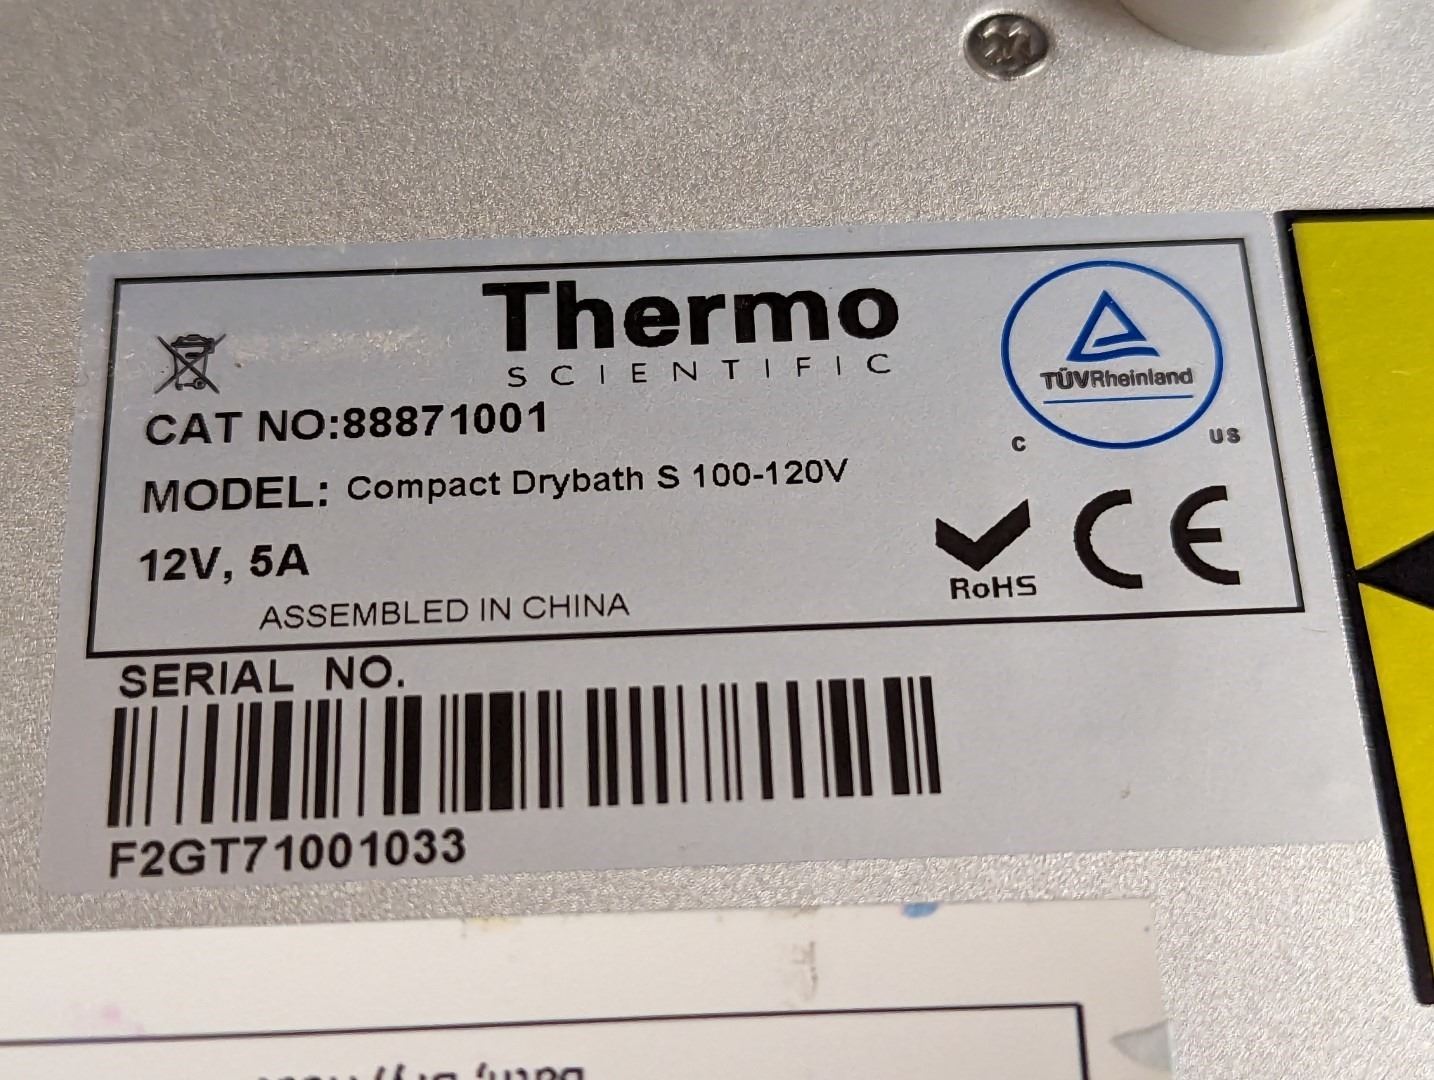 Thermo
SCIENTIFIC
TÜVRheinland
C US
CAT NO:88871001
MODEL: Compact Drybath S 100-120V
12V, 5A
RoHS
CE
ASSEMBLED IN CHINA
SERIAL NO.
F2GT71001033